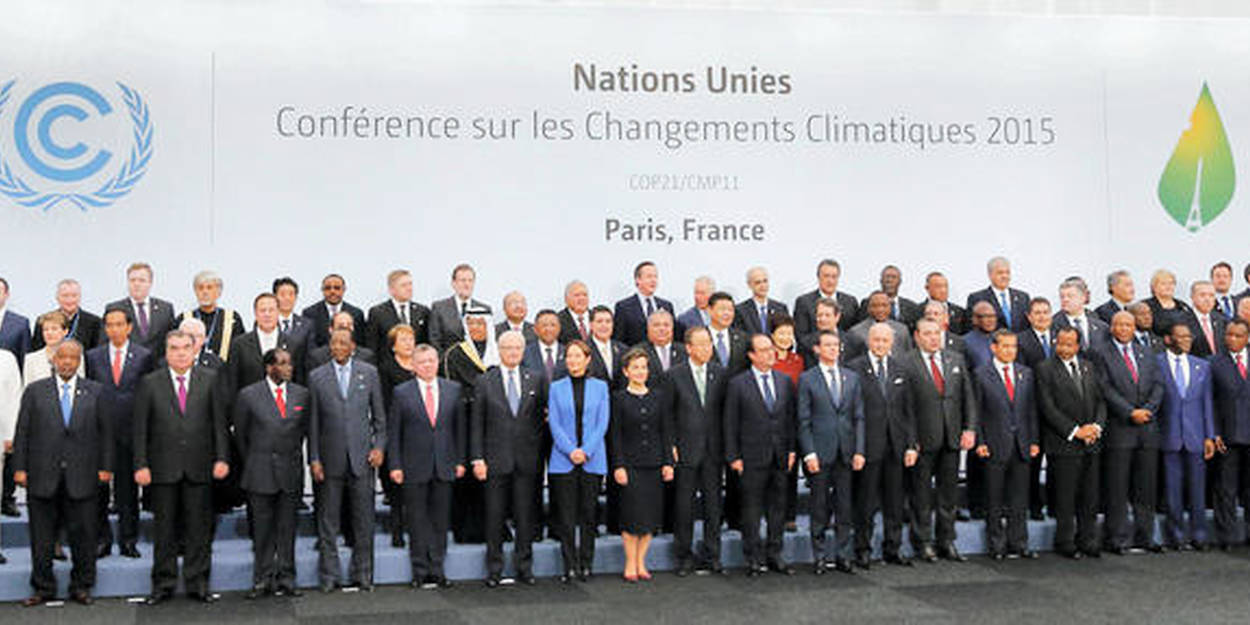 Nations Unies
Conférence sur les Changements Climatiques 2015
COP21/CMP11
Paris, France